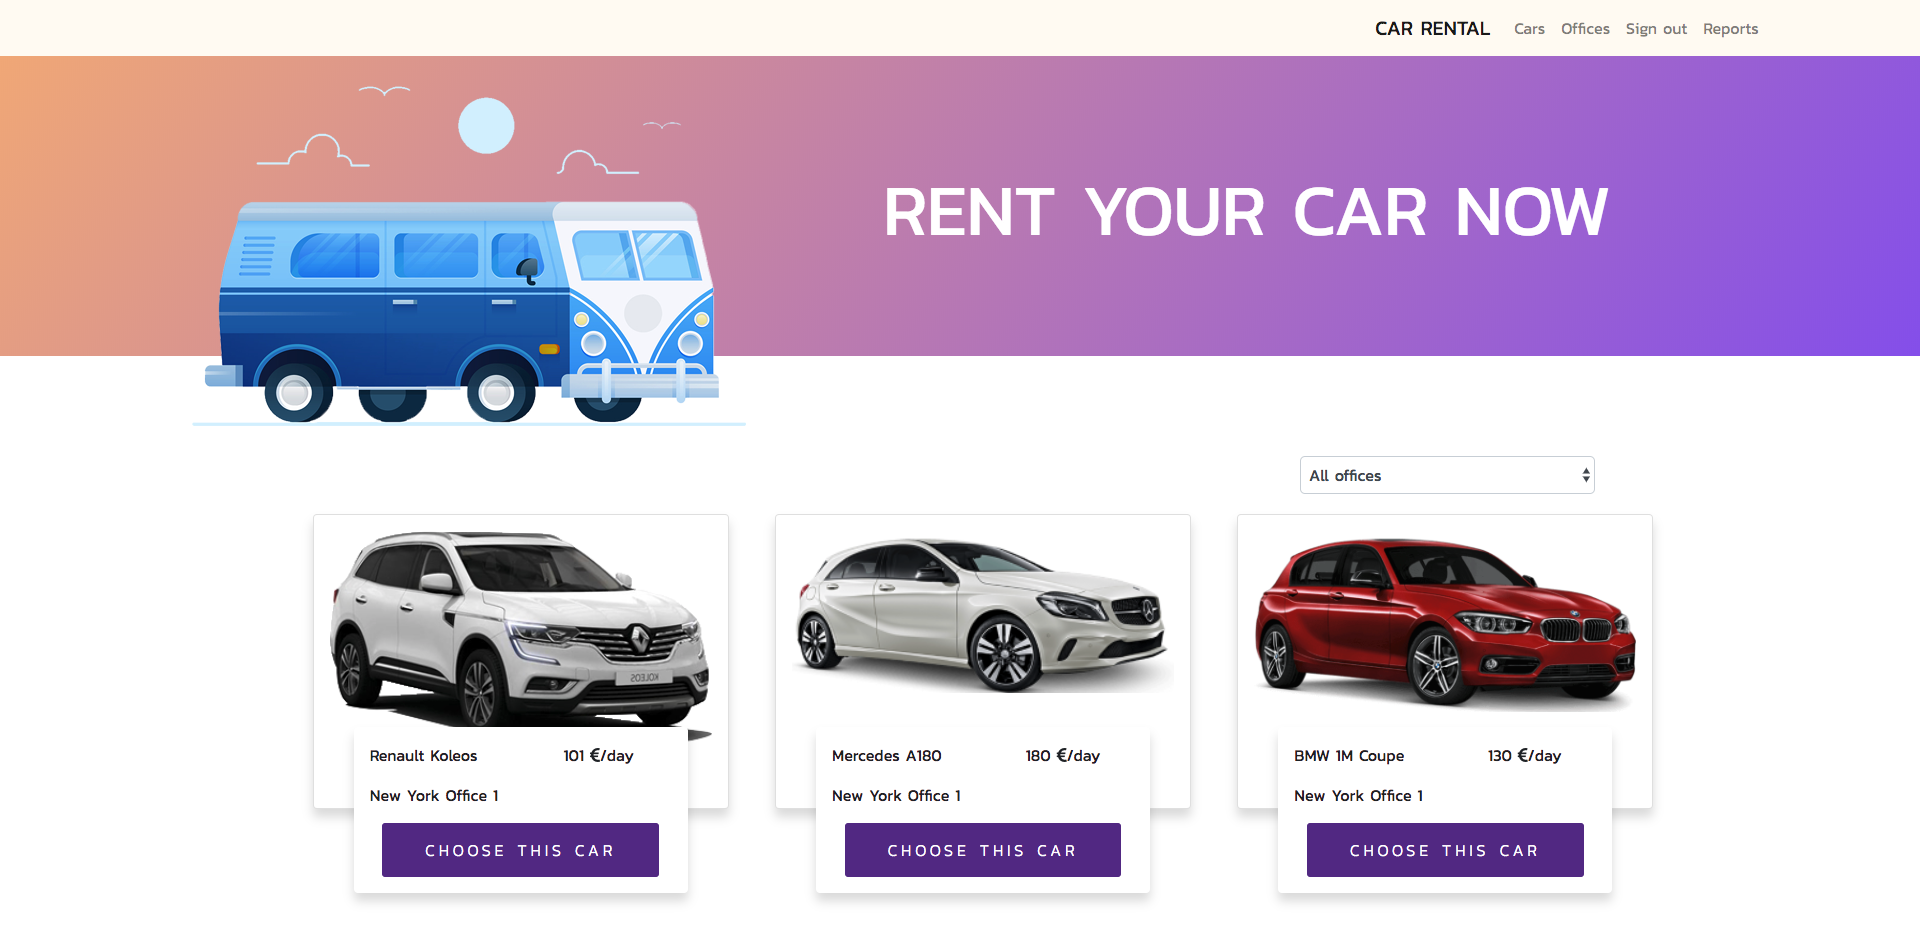 CAR RENTAL Cars Offices Sign out Reports
RENT YOUR CAR NOW
All offices
KOLEOS
Renault Koleos 101 €/day
New York Office 1
CHOOSE THIS CAR
Mercedes A180 180 €/day
New York Office 1
CHOOSE THIS CAR
BMW 1M Coupe 130 €/day
New York Office 1
CHOOSE THIS CAR